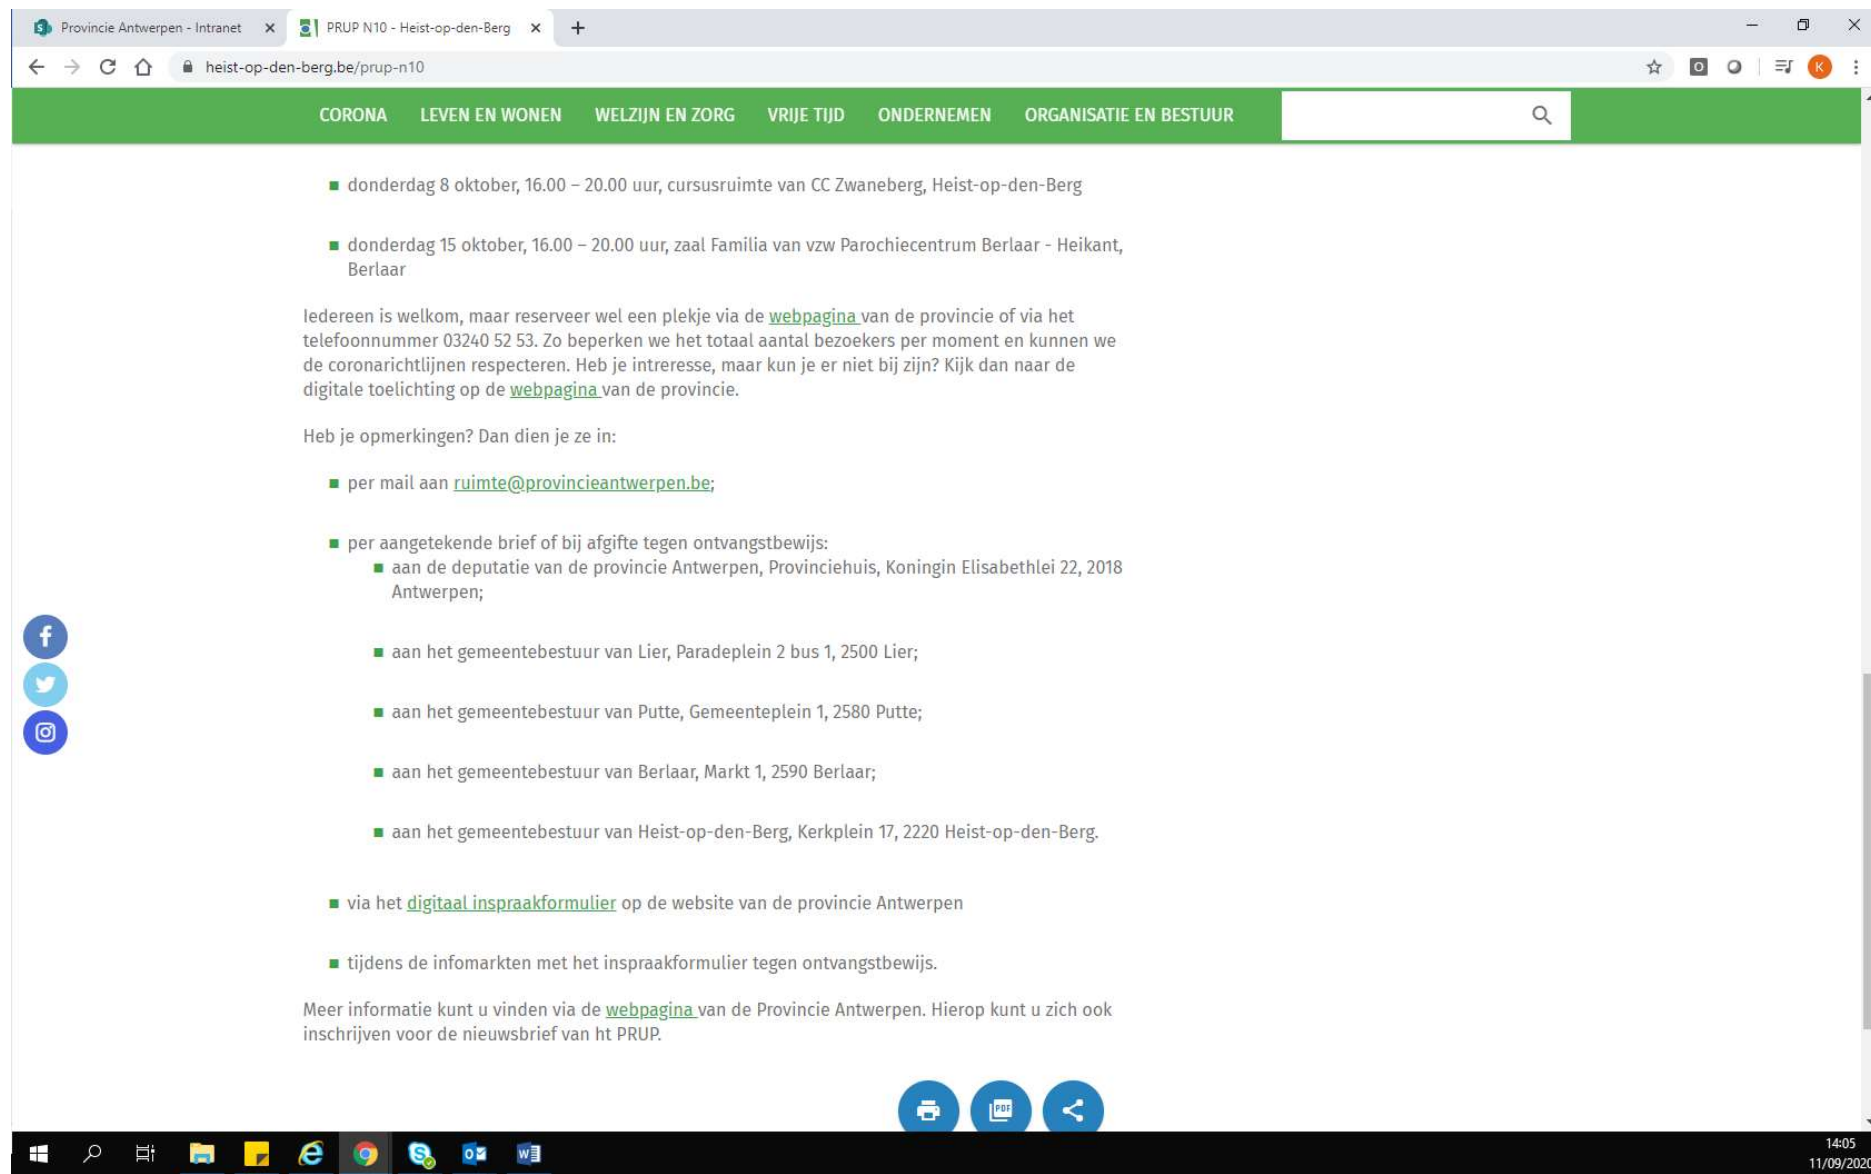 Provincie Antwerpen - Intranet
PRUP N10 - Heist-op-den-Berg
heist-op-den-berg.be/prup-n10
K
CORONA LEVEN EN WONEN WELZIJN EN ZORG VRIJE TIJD ONDERNEMEN ORGANISATIE EN BESTUUR
donderdag 8 oktober, 16.00 – 20.00 uur, cursusruimte van CC Zwaneberg, Heist-op-den-Berg
donderdag 15 oktober, 16.00 – 20.00 uur, zaal Familia van vzw Parochiecentrum Berlaar - Heikant,
Berlaar
Iedereen is welkom, maar reserveer wel een plekje via de webpagina van de provincie of via het
telefoonnummer 03240 52 53. Zo beperken we het totaal aantal bezoekers per moment en kunnen we
de coronarichtlijnen respecteren. Heb je intreresse, maar kun je er niet bij zijn? Kijk dan naar de
digitale toelichting op de webpagina van de provincie.
Heb je opmerkingen? Dan dien je ze in:
per mail aan ruimte@provincieantwerpen.be;
per aangetekende brief of bij afgifte tegen ontvangstbewijs:
aan de deputatie van de provincie Antwerpen, Provinciehuis, Koningin Elisabethlei 22, 2018
Antwerpen;
aan het gemeentebestuur van Lier, Paradeplein 2 bus 1, 2500 Lier;
aan het gemeentebestuur van Putte, Gemeenteplein 1, 2580 Putte;
aan het gemeentebestuur van Berlaar, Markt 1, 2590 Berlaar;
aan het gemeentebestuur van Heist-op-den-Berg, Kerkplein 17, 2220 Heist-op-den-Berg.
via het digitaal inspraakformulier op de website van de provincie Antwerpen
tijdens de infomarkten met het inspraakformulier tegen ontvangstbewijs.
Meer informatie kunt u vinden via de webpagina van de Provincie Antwerpen. Hierop kunt u zich ook
inschrijven voor de nieuwsbrief van ht PRUP.
PDF
14:05
11/09/2020